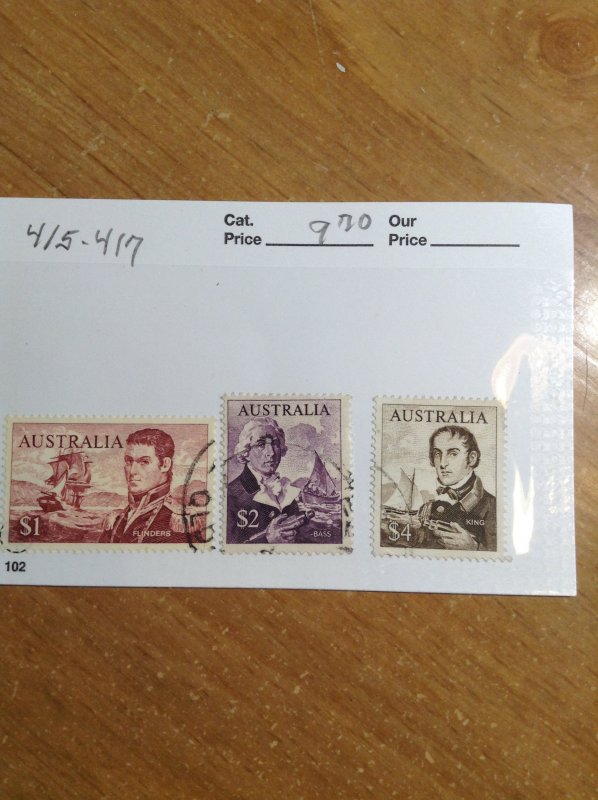 415-417
Cat. Price 9 70
Our Price
AUSTRALIA
$1
FLINDERS
AUSTRALIA
$2
BASS
AUSTRALIA
$4
KING
102